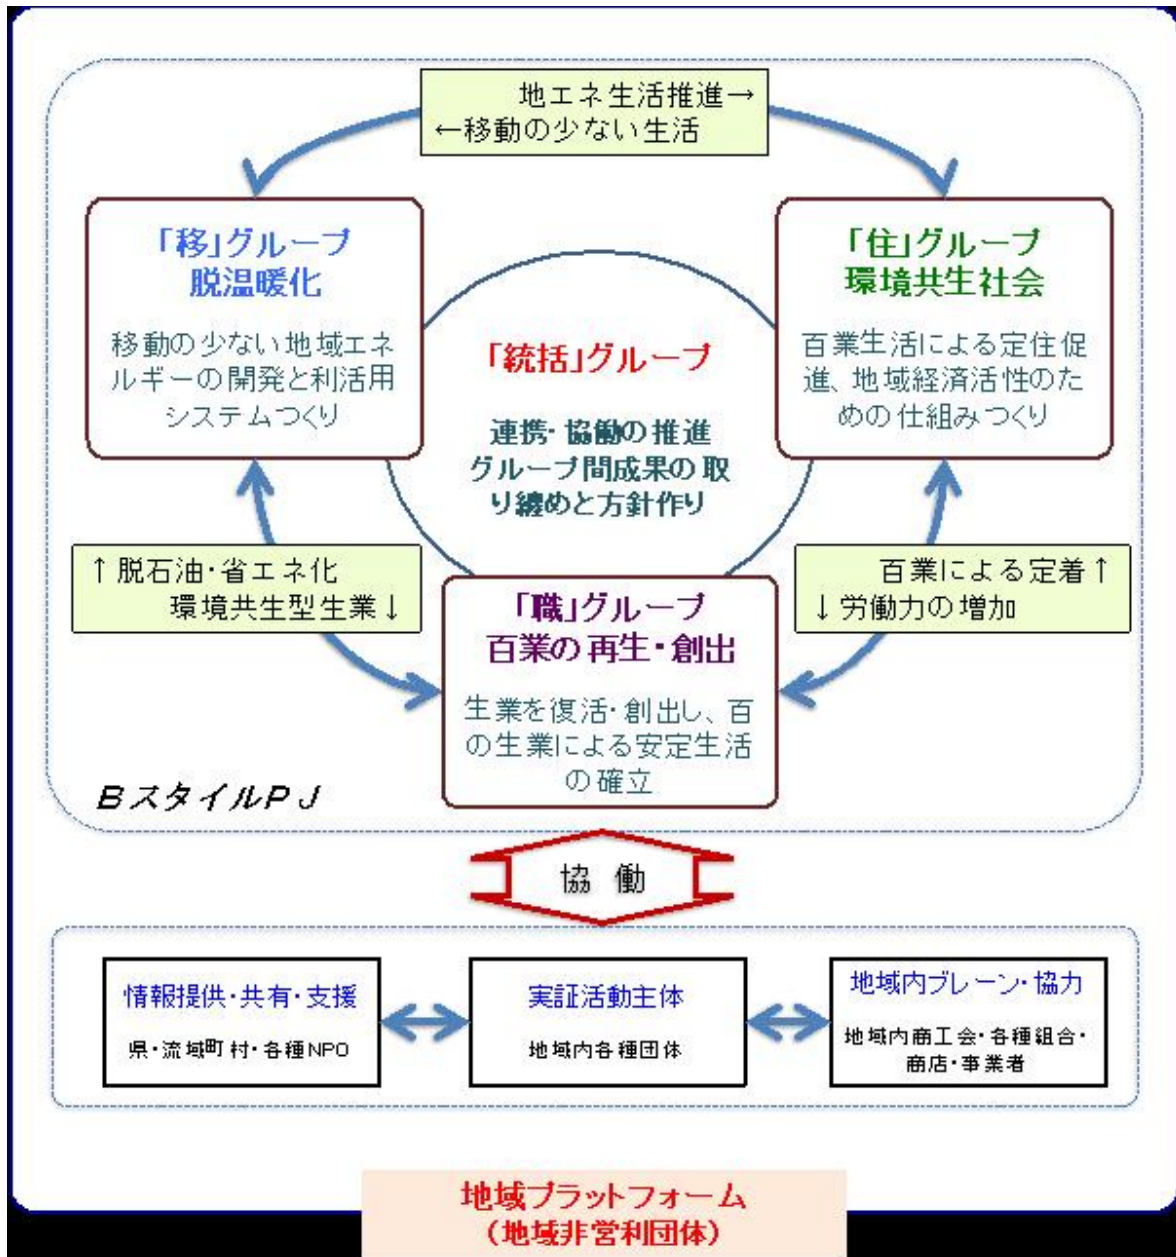 地エネ生活推進→
←移動の少ない生活
「移」グループ
脱温暖化
移動の少ない地域エネ
ルギーの開発と利活用
システムつくり
「住」グループ
環境共生社会
百業生活による定住促
進、地域経済活性のた
めの仕組みつくり
「統括」グループ
連携・協働の推進
グループ間成果の取
り纏めと方針作り
↑脱石油・省エネ化
環境共生型生業↓
百業による定着↑
↓労働力の増加
「職」グループ
百業の再生・創出
生業を復活・創出し、百
の生業による安定生活
の確立
BスタイルPJ
協働
情報提供・共有・支援
県・流域町村・各種NPO
実証活動主体
地域内各種団体
地域内ブレーン・協力
地域内商工会・各種組合・
商店・事業者
地域プラットフォーム
（地域非営利団体）